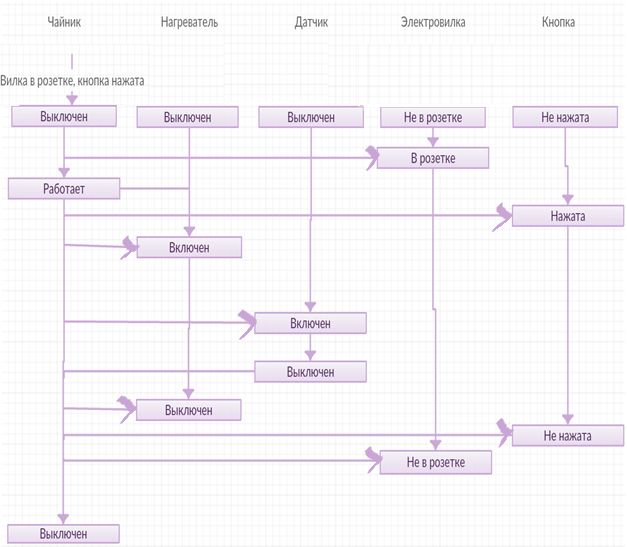 Чайник Нагреватель Датчик Электровилка Кнопка
Вилка в розетке, кнопка нажата
Выключен Выключен Выключен Не в розетке Не нажата
В розетке
Работает
Нажата
Включен
Включен
Выключен
Выключен
Не нажата
Не в розетке
Выключен